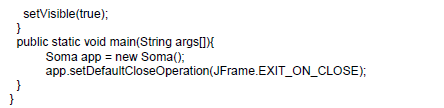 setVisible(true);
}
public static void main(String args[]){
Soma app = new Soma();
app.setDefaultCloseOperation(JFrame.EXIT_ON_CLOSE);
}
}